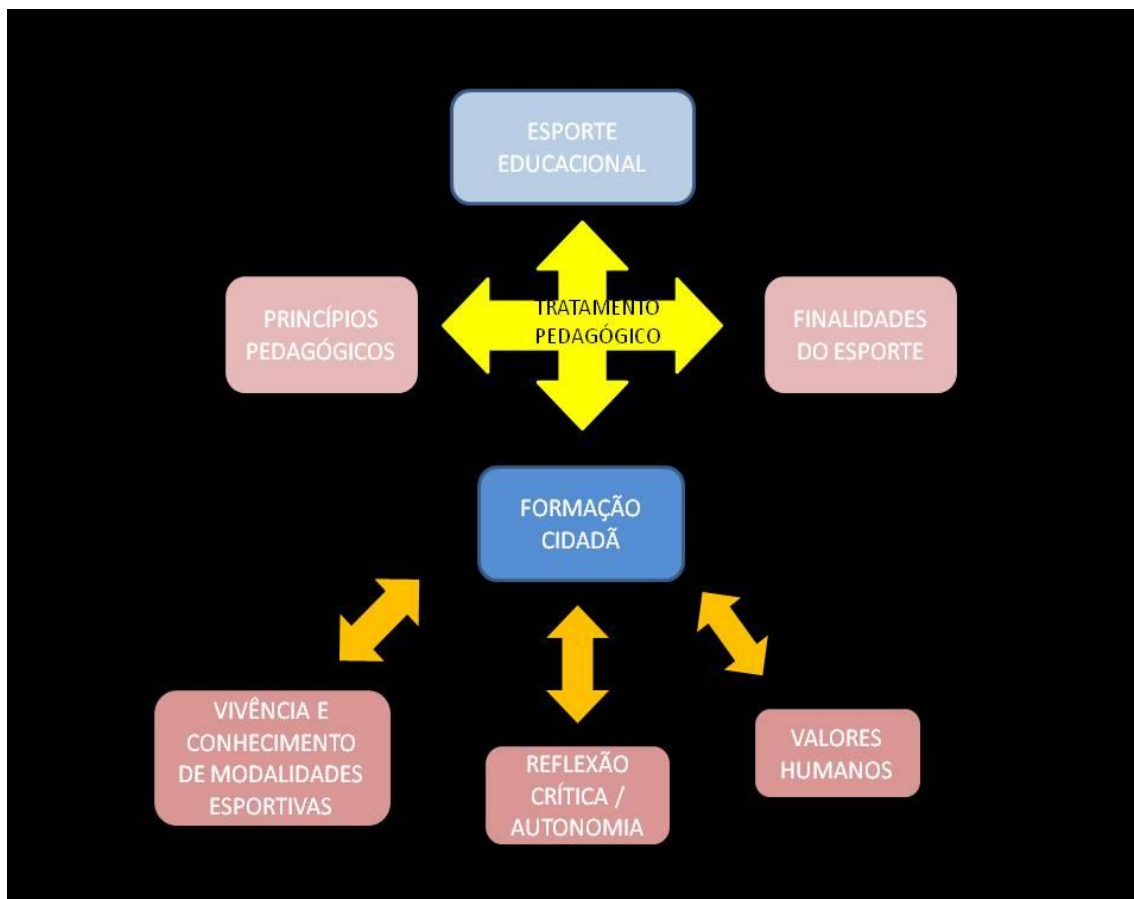 ESPORTE
EDUCACIONAL
PRINCÍPIOS
PEDAGÓGICOS
TRATAMENTO
PEDAGÓGICO
FINALIDADES
DO ESPORTE
FORMAÇÃO
CIDADÃ
VIVÊNCIA E
CONHECIMENTO
DE MODALIDADES
ESPORTIVAS
REFLEXÃO
CRÍTICA /
AUTONOMIA
VALORES
HUMANOS